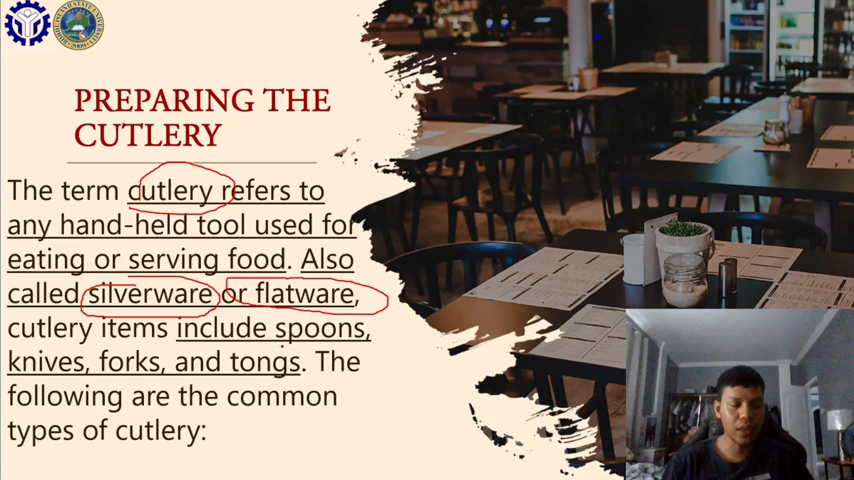 PREPARING THE
CUTLERY
The term cutlery refers to
any hand-held tool used for
eating or serving food. Also
called silverware or flatware,
cutlery items include spoons,
knives, forks, and tongs. The
following are the common
types of cutlery: